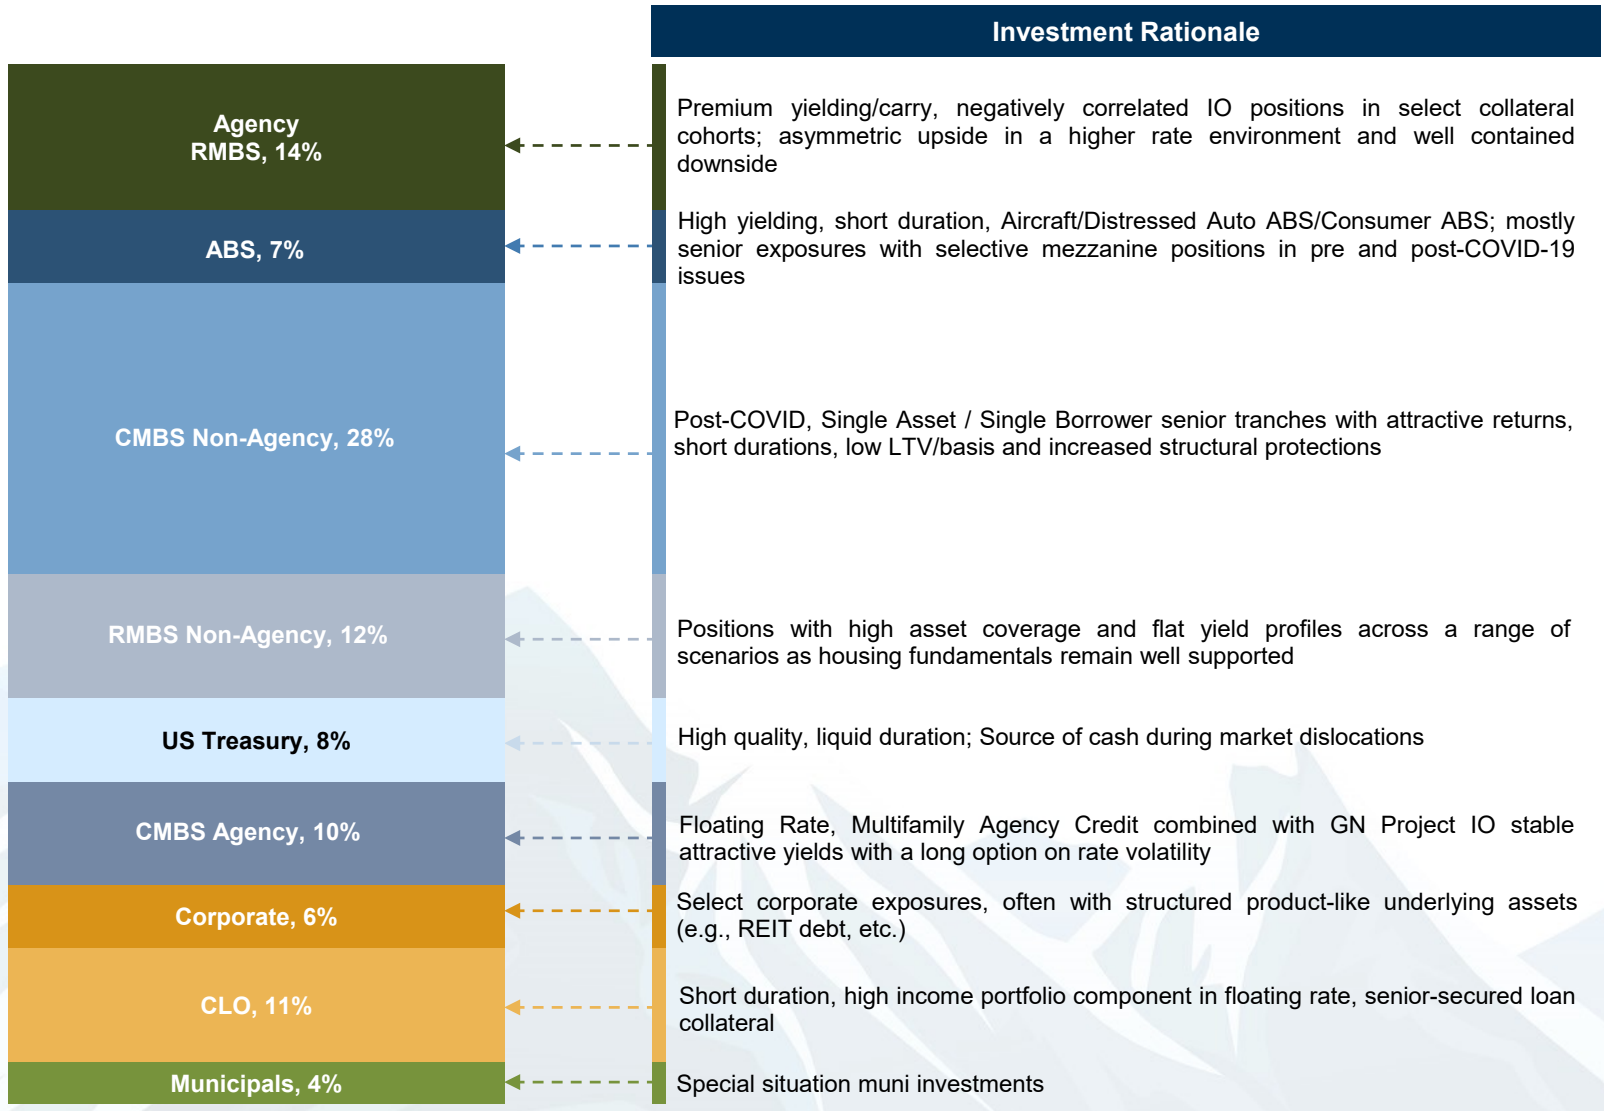 Investment Rationale
Agency
RMBS, 14%
Premium yielding/carry, negatively correlated IO positions in select collateral
cohorts; asymmetric upside in a higher rate environment and well contained
downside
ABS, 7%
High yielding, short duration, Aircraft/Distressed Auto ABS/Consumer ABS; mostly
senior exposures with selective mezzanine positions in pre and post-COVID-19
issues
CMBS Non-Agency, 28%
Post-COVID, Single Asset / Single Borrower senior tranches with attractive returns,
short durations, low LTV/basis and increased structural protections
RMBS Non-Agency, 12%
Positions with high asset coverage and flat yield profiles across a range of
scenarios as housing fundamentals remain well supported
US Treasury, 8%
High quality, liquid duration; Source of cash during market dislocations
CMBS Agency, 10%
Floating Rate, Multifamily Agency Credit combined with GN Project IO stable
attractive yields with a long option on rate volatility
Corporate, 6%
Select corporate exposures, often with structured product-like underlying assets
(e.g., REIT debt, etc.)
CLO, 11%
Short duration, high income portfolio component in floating rate, senior-secured loan
collateral
Municipals, 4%
Special situation muni investments